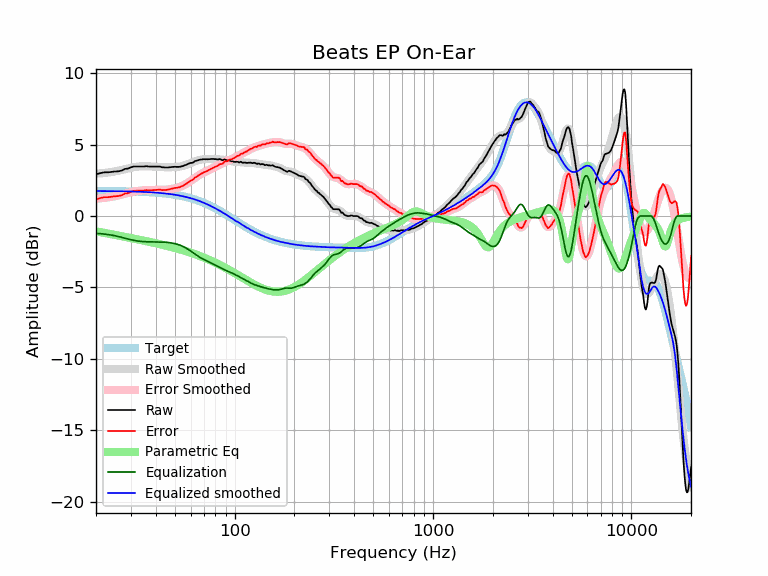 Beats EP On-Ear
10
5
0
−5
−10
−15
−20
Amplitude (dBr)
Target
Raw Smoothed
Error Smoothed
Raw
Error
Parametric Eq
Equalization
Equalized smoothed
100
1000
10000
Frequency (Hz)